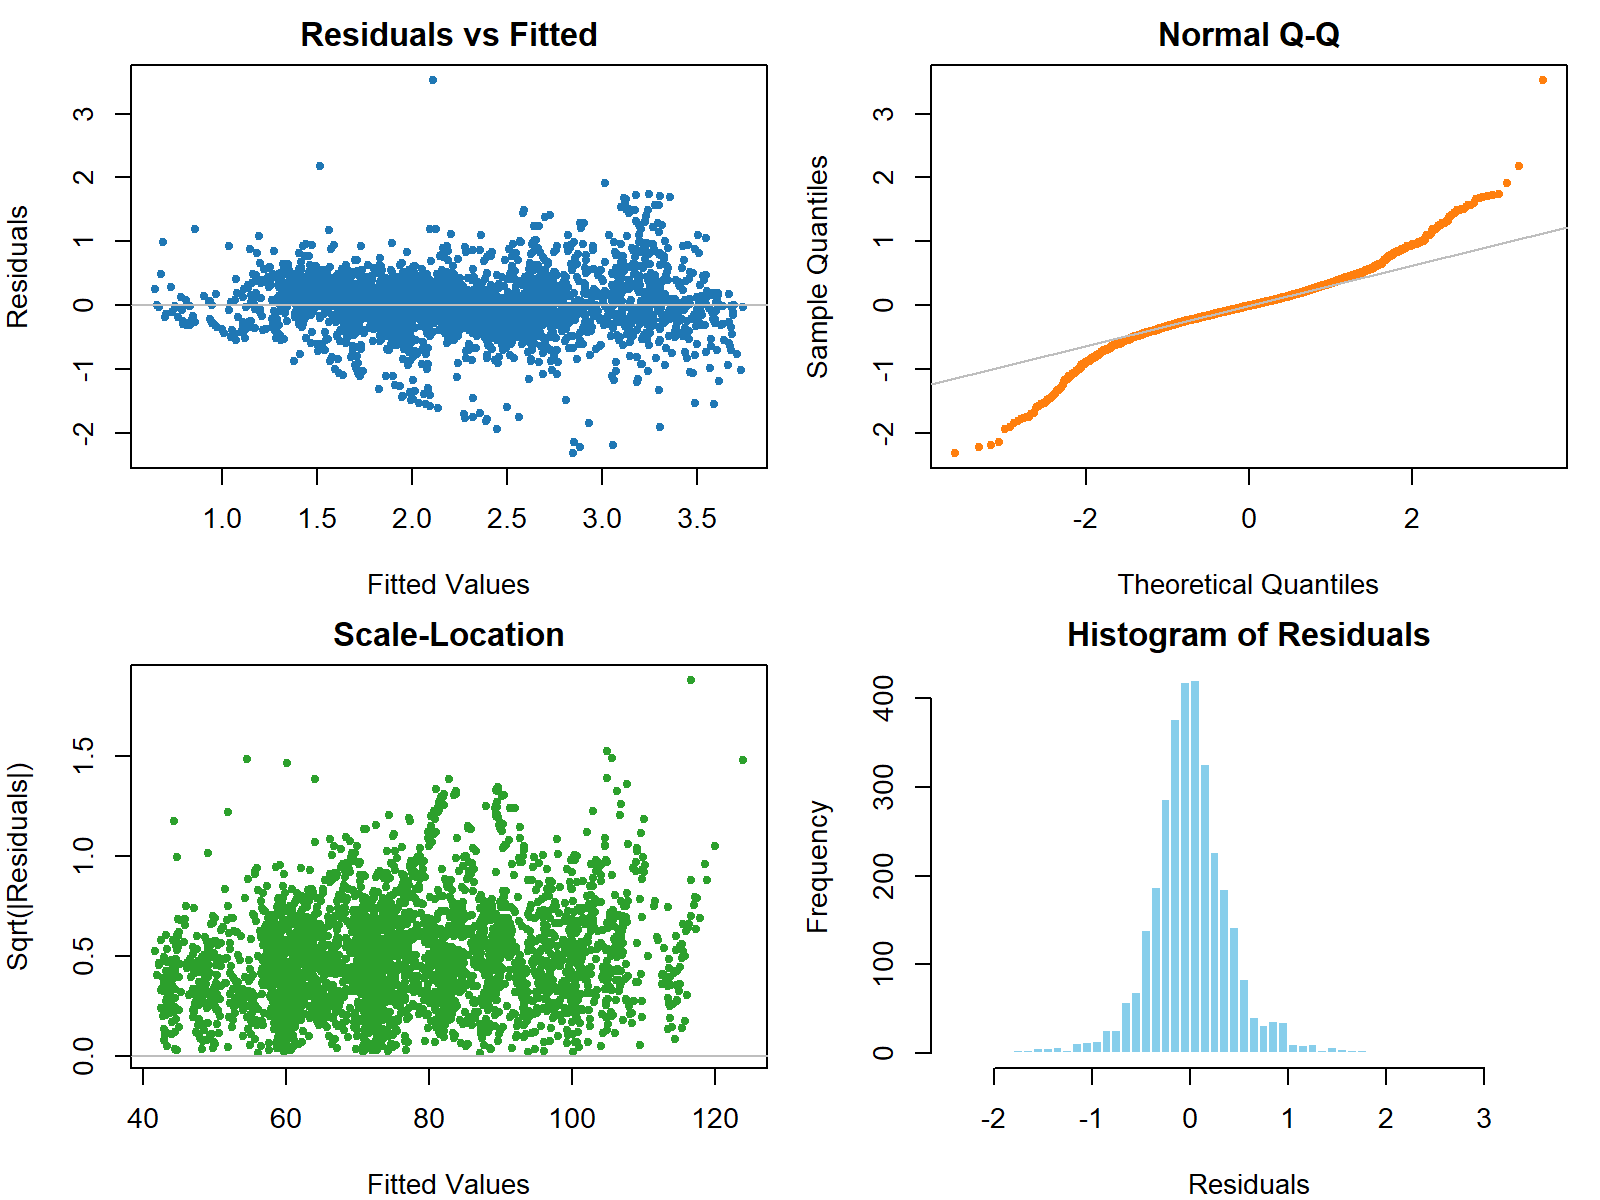 Residuals vs Fitted
Residuals
3
2
1
0
-1
-2
1.0 1.5 2.0 2.5 3.0 3.5
Fitted Values
Normal Q-Q
Sample Quantiles
3
2
1
0
-1
-2
-2 0 2
Theoretical Quantiles
Scale-Location
Sqrt(|Residuals|)
1.5
1.0
0.5
0.0
40 60 80 100 120
Fitted Values
Histogram of Residuals
Frequency
400
300
200
100
0
-2 -1 0 1 2 3
Residuals